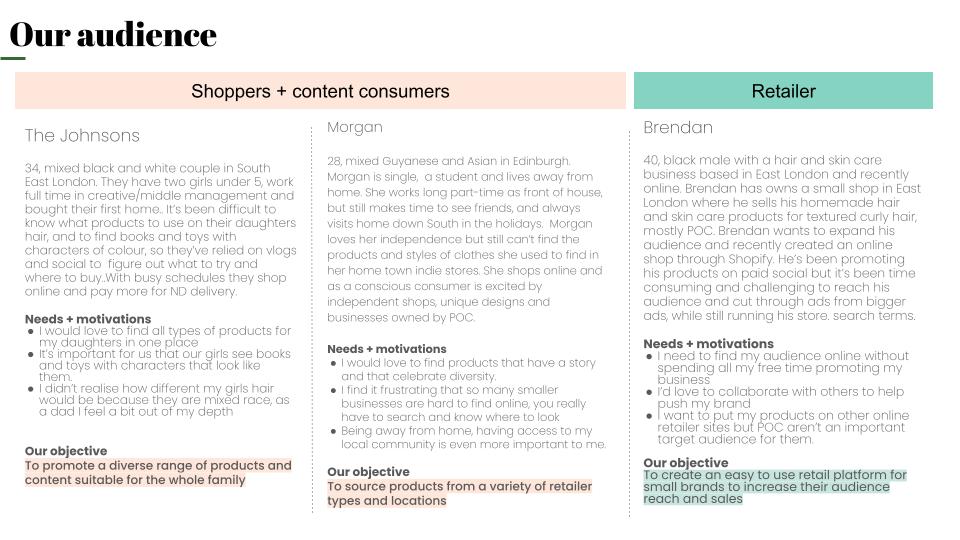 Our audience
Shoppers + content consumers
Retailer
The Johnsons
34, mixed black and white couple in South
East London. They have two girls under 5, work
full time in creative/middle management and
bought their first home.. It's been difficult to
know what products to use on their daughters
hair, and to find books and toys with
characters of colour, so they've relied on vlogs
and social to  figure out what to try and
where to buy..With busy schedules they shop
online and pay more for ND delivery.
Needs + motivations
● I would love to find all types of products for
my daughters in one place
● It's important for us that our girls see books
and toys with characters that look like
them.
● I didn't realise how different my girls hair
would be because they are mixed race, as
a dad I feel a bit out of my depth
Our objective
To promote a diverse range of products and
content suitable for the whole family
Morgan
28, mixed Guyanese and Asian in Edinburgh.
Morgan is single,  a student and lives away from
home. She works long part-time as front of house,
but still makes time to see friends, and always
visits home down South in the holidays.  Morgan
loves her independence but still can't find the
products and styles of clothes she used to find in
her home town indie stores. She shops online and
as a conscious consumer is excited by
independent shops, unique designs and
businesses owned by POC.
Needs + motivations
● I would love to find products that have a story
and that celebrate diversity.
● I find it frustrating that so many smaller
businesses are hard to find online, you really
have to search and know where to look
● Being away from home, having access to my
local community is even more important to me.
Our objective
To source products from a variety of retailer
types and locations
Brendan
40, black male with a hair and skin care
business based in East London and recently
online. Brendan has owns a small shop in East
London where he sells his homemade hair
and skin care products for textured curly hair,
mostly POC. Brendan wants to expand his
audience and recently created an online
shop through Shopify. He's been promoting
his products on paid social but it's been time
consuming and challenging to reach his
audience and cut through ads from bigger
ads, while still running his store. search terms.
Needs + motivations
● I need to find my audience online without
spending all my free time promoting my
business
● I'd love to collaborate with others to help
push my brand
● I want to put my products on other online
retailer sites but POC aren't an important
target audience for them.
Our objective
To create an easy to use retail platform for
small brands to increase their audience
reach and sales